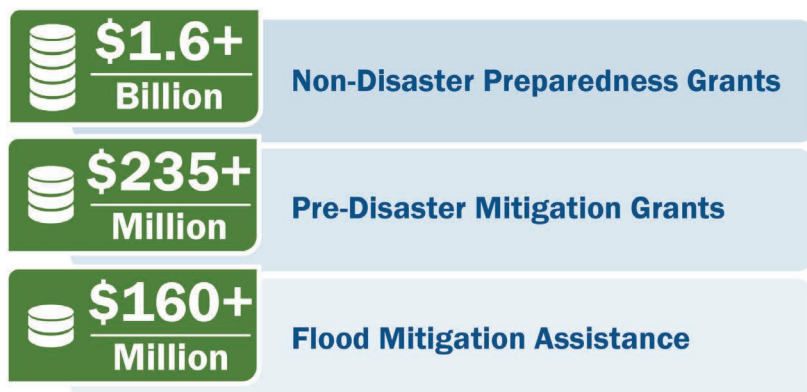 $1.6+
Billion
Non-Disaster Preparedness Grants
$235+
Million
Pre-Disaster Mitigation Grants
$160+
Million
Flood Mitigation Assistance